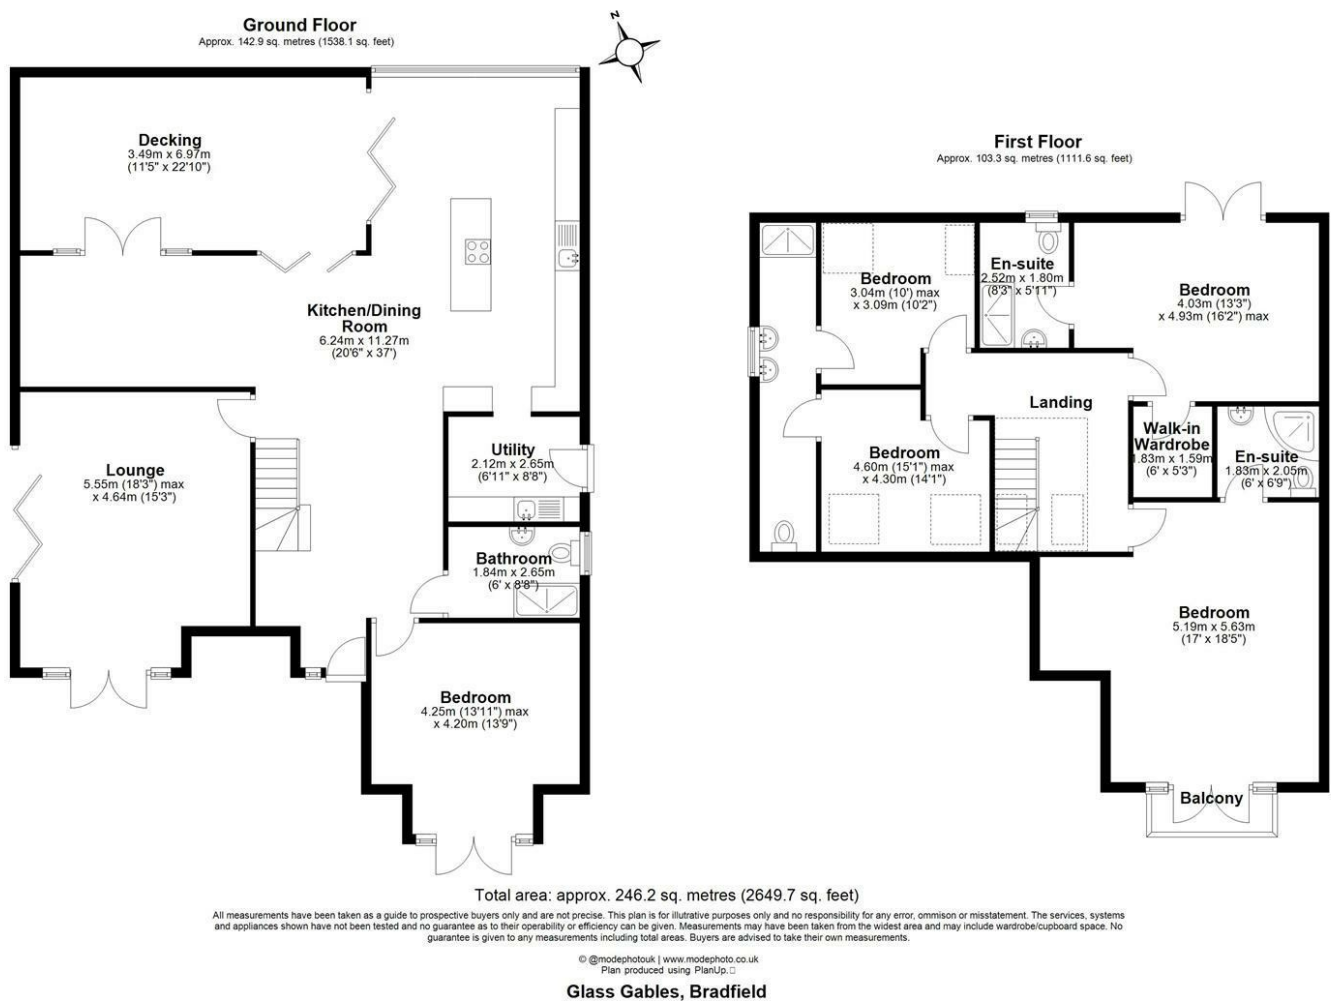 Ground Floor
Approx. 142.9 sq. metres (1538.1 sq. feet)
N
Decking
3.49m x 6.97m
(11'5" x 22'10")
Kitchen/Dining
Room
6.24m x 11.27m
(20'6" x 37')
Lounge
5.55m (18'3") max
x 4.64m (15'3")
Utility
2.12m x 2.65m
(6'11" x 8'8")
Bathroom
1.84m x 2.65m
(6' x 8'8")
Bedroom
4.25m (13'11") max
x 4.20m (13'9")
First Floor
Approx. 103.3 sq. metres (1111.6 sq. feet)
Bedroom
3.04m (10') max
x 3.09m (10'2")
En-suite
2.52m x 1.80m
(8'3" x 5'11")
Bedroom
4.03m (13'3")
x 4.93m (16'2") max
Landing
Walk-in
Wardrobe
1.83m x 1.59m
(6' x 5'3")
En-suite
1.83m x 2.05m
(6' x 6'9")
Bedroom
4.60m (15'1") max
x 4.30m (14'1")
Bedroom
5.19m x 5.63m
(17' x 18'5")
Balcony
Total area: approx. 246.2 sq. metres (2649.7 sq. feet)
All measurements have been taken as a guide to prospective buyers only and are not precise. This plan is for illutrative purposes only and no responsibility for any error, ommison or misstatement. The services, systems
and appliances shown have not been tested and no guarantee as to their operability or efficiency can be given. Measurements may have been taken from the widest area and may include wardrobe/cupboard space. No
guarantee is given to any measurements including total areas. Buyers are advised to take their own measurements.
© @modephotouk | www.modephoto.co.uk
Plan produced using PlanUp.□
Glass Gables, Bradfield